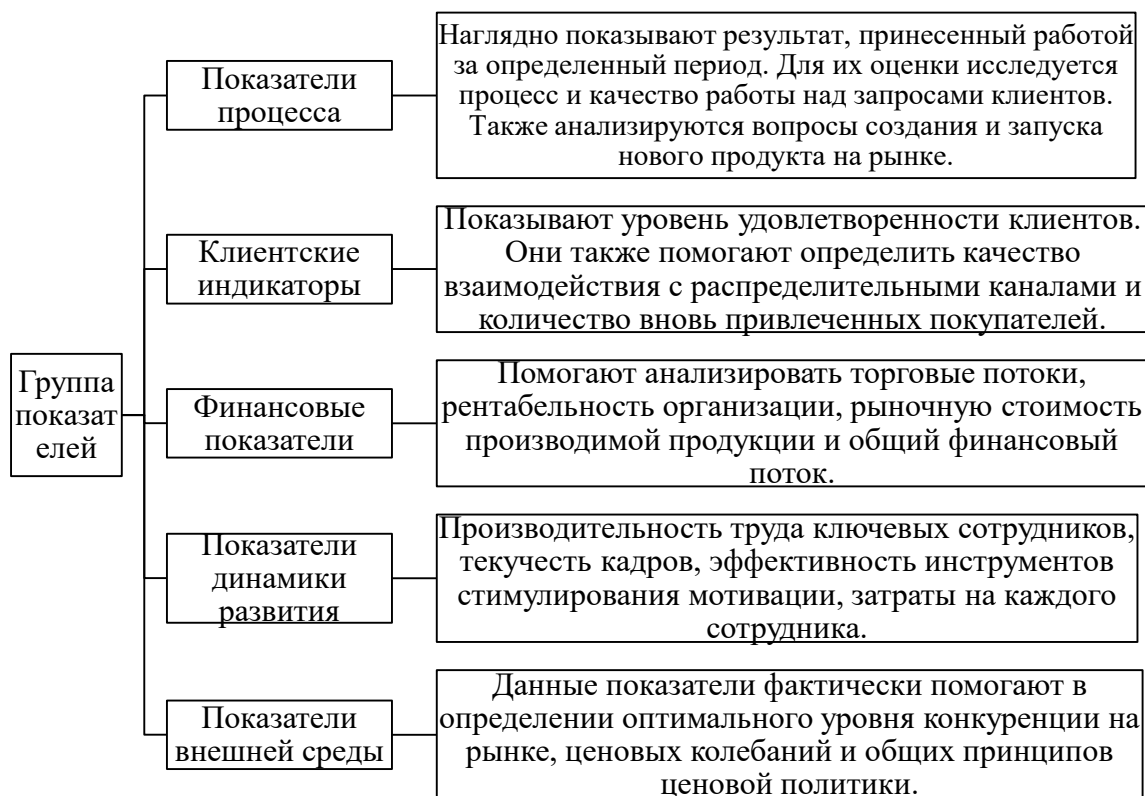 Группа
показат
елей
Показатели
процесса
Наглядно показывают результат, принесенный работой
за определенный период. Для их оценки исследуется
процесс и качество работы над запросами клиентов.
Также анализируются вопросы создания и запуска
нового продукта на рынке.
Клиентские
индикаторы
Показывают уровень удовлетворенности клиентов.
Они также помогают определить качество
взаимодействия с распределительными каналами и
количество вновь привлеченных покупателей.
Финансовые
показатели
Помогают анализировать торговые потоки,
рентабельность организации, рыночную стоимость
производимой продукции и общий финансовый
поток.
Показатели
динамики
развития
Производительность труда ключевых сотрудников,
текучесть кадров, эффективность инструментов
стимулирования мотивации, затраты на каждого
сотрудника.
Показатели
внешней среды
Данные показатели фактически помогают в
определении оптимального уровня конкуренции на
рынке, ценовых колебаний и общих принципов
ценовой политики.